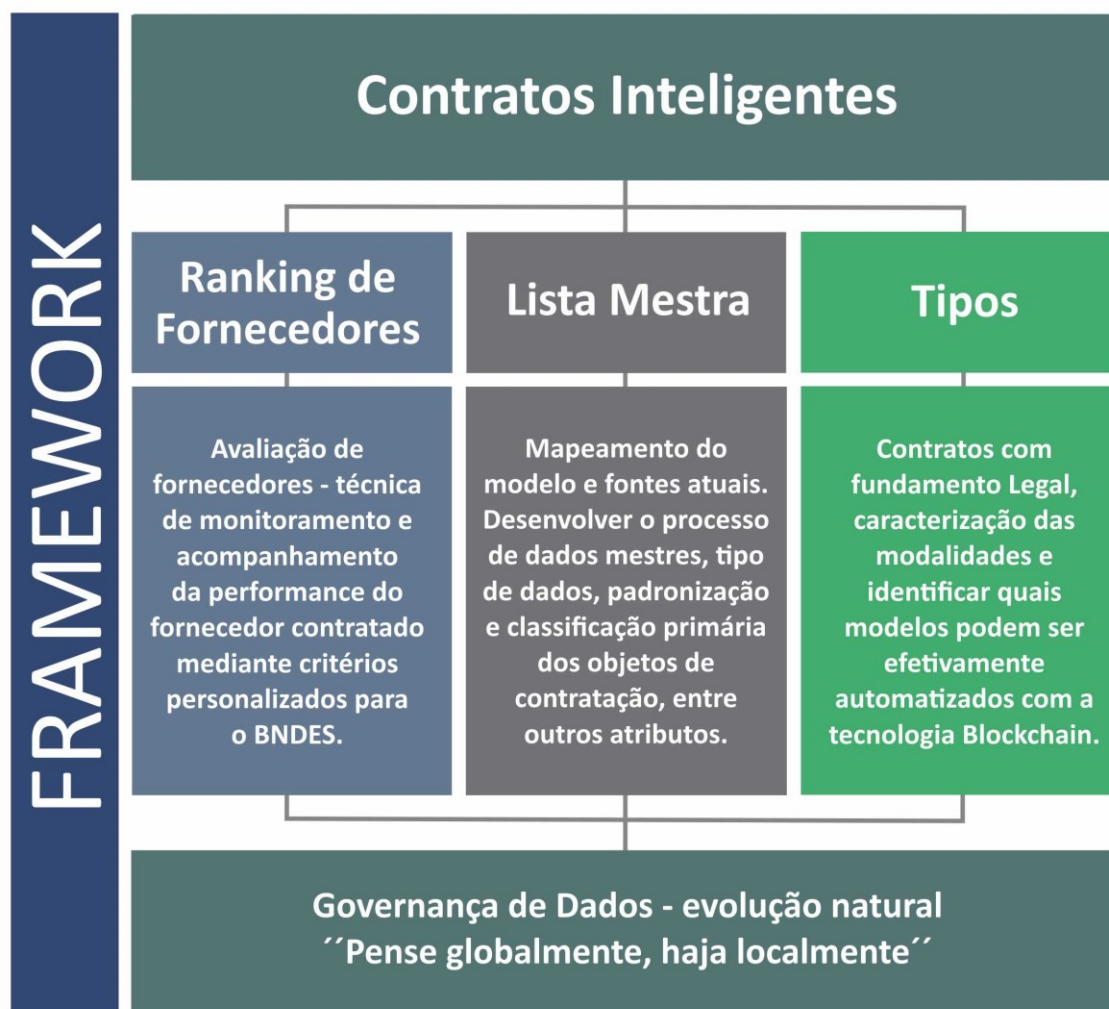 FRAMEWORK
Contratos Inteligentes
Ranking de
Fornecedores
Avaliação de
fornecedores - técnica
de monitoramento e
acompanhamento
da performance do
fornecedor contratado
mediante critérios
personalizados para
o BNDES.
Lista Mestra
Mapeamento do
modelo e fontes atuais.
Desenvolver o processo
de dados mestres, tipo
de dados, padronização
e classificação primária
dos objetos de
contratação, entre
outros atributos.
Tipos
Contratos com
fundamento Legal,
caracterização das
modalidades e
identificar quais
modelos podem ser
efetivamente
automatizados com a
tecnologia Blockchain.
Governança de Dados - evolução natural
´´Pense globalmente, haja localmente´´